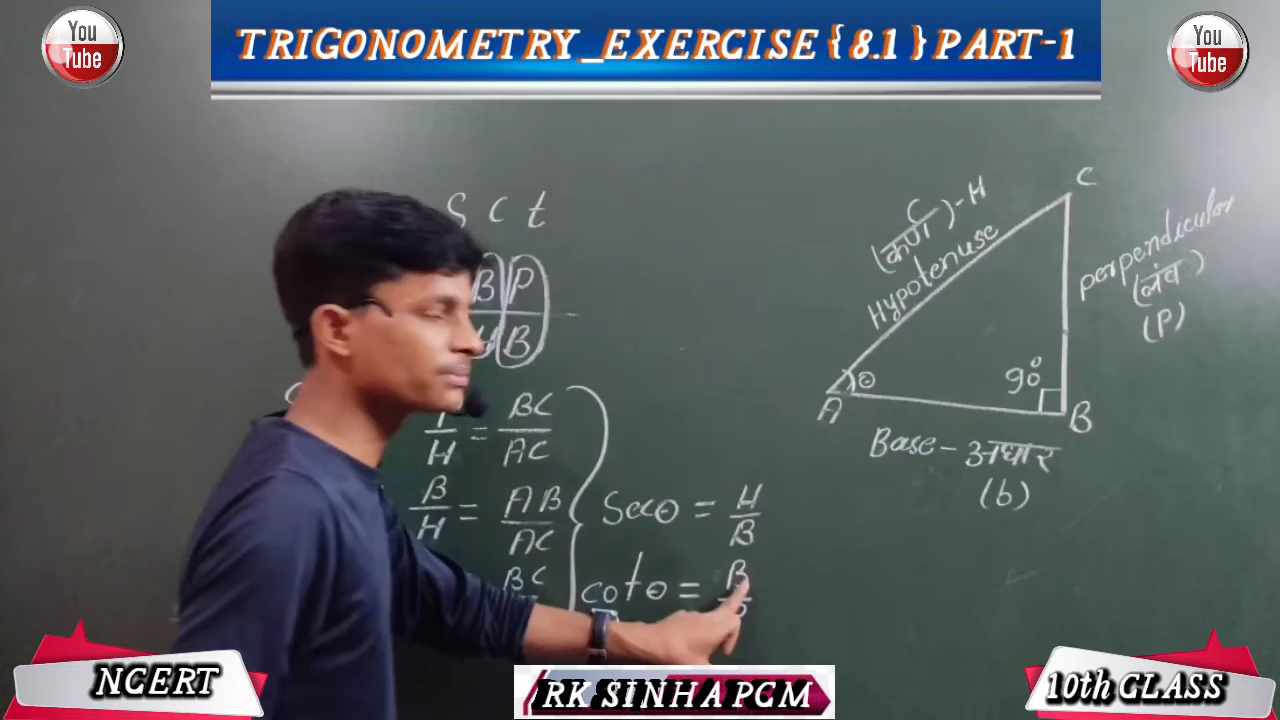 You
Tube
TRIGONOMETRY_EXERCISE { 8.1 } PART-1
You
Tube
S C t
B P
H B
C
(कर्ण) - H
Hypotenuse
perpendicular
(लंब)
(P)
θ
90°
A
B
Base - आधार
(b)
H = BC
AC
B
H = AB
AC
BC
Secθ = H
B
cotθ = B
NCERT
RK SINHA PCM
10th CLASS